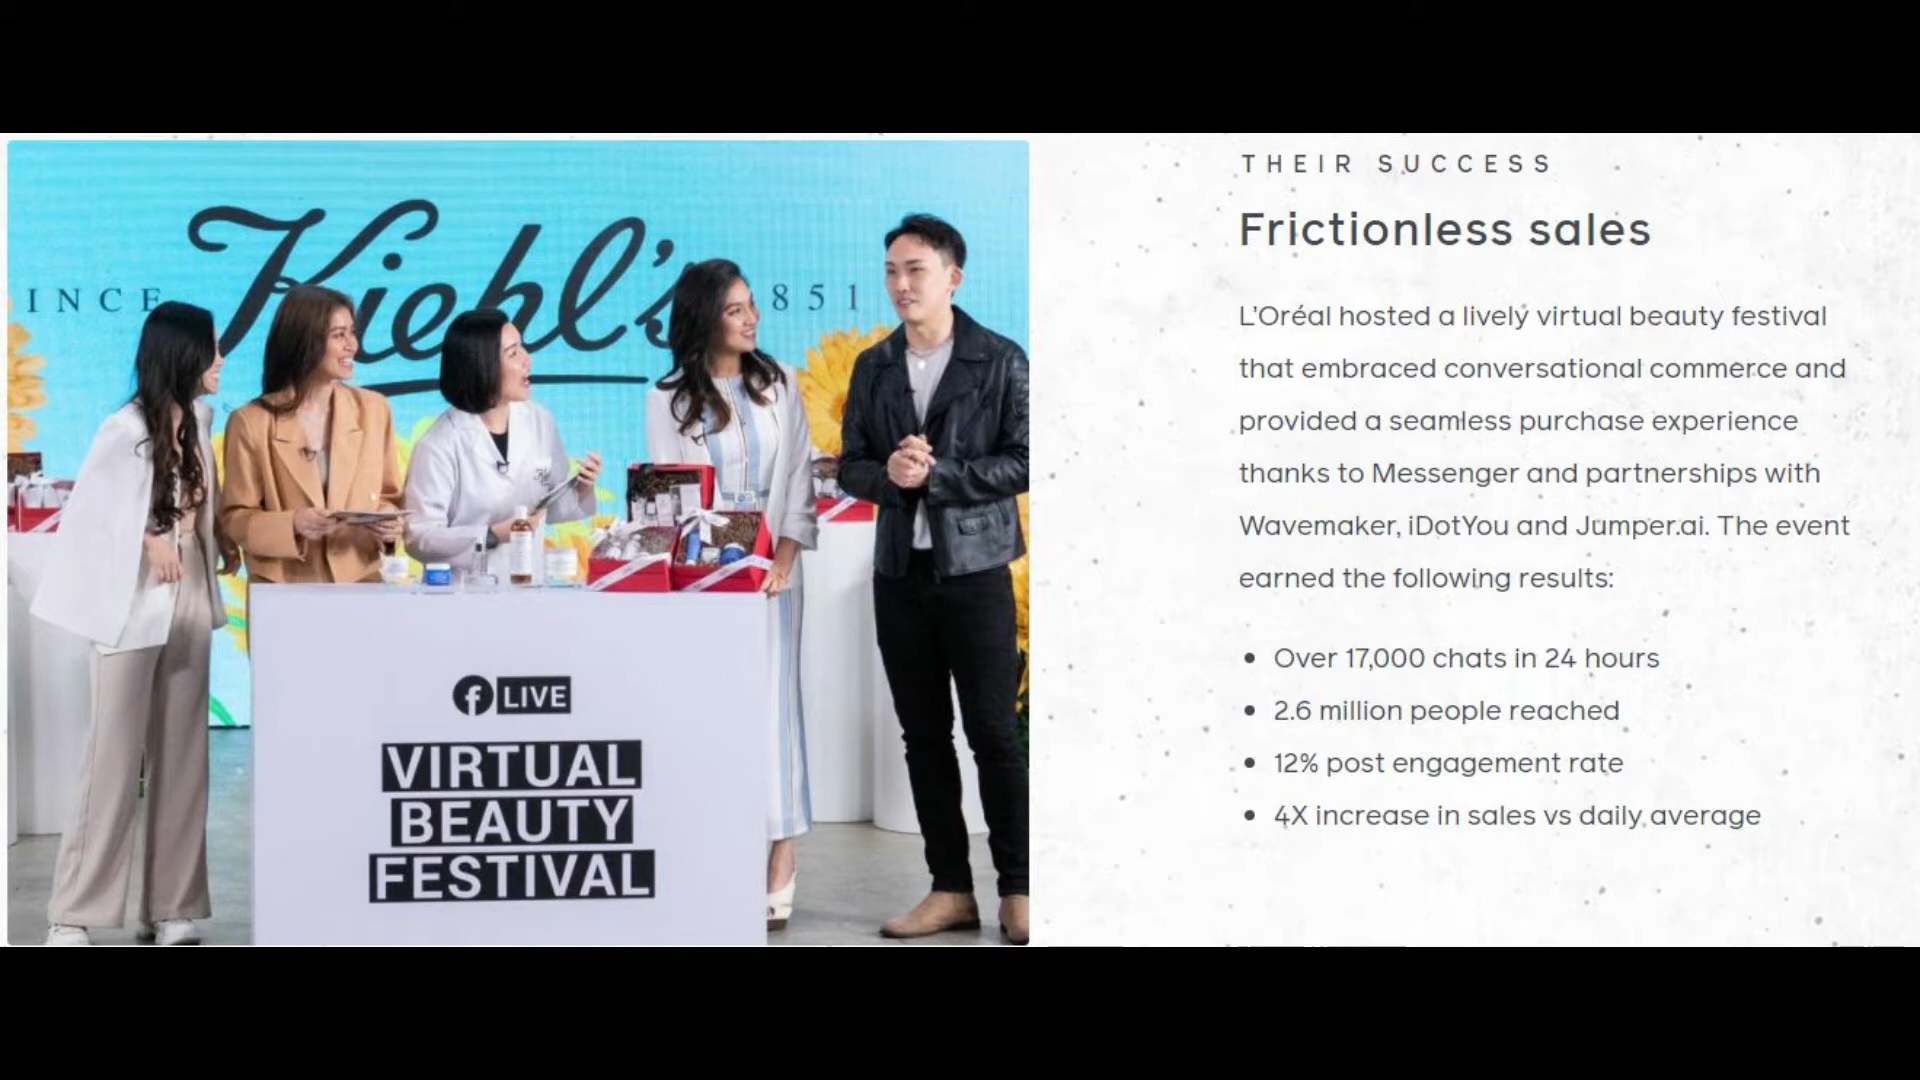 INCE
Kiehl's
851
LIVE
VIRTUAL
BEAUTY
FESTIVAL
THEIR SUCCESS
Frictionless sales
L'Oréal hosted a lively virtual beauty festival
that embraced conversational commerce and
provided a seamless purchase experience
thanks to Messenger and partnerships with
Wavemaker, iDotYou and Jumper.ai. The event
earned the following results:
• Over 17,000 chats in 24 hours
• 2.6 million people reached
• 12% post engagement rate
• 4X increase in sales vs daily average